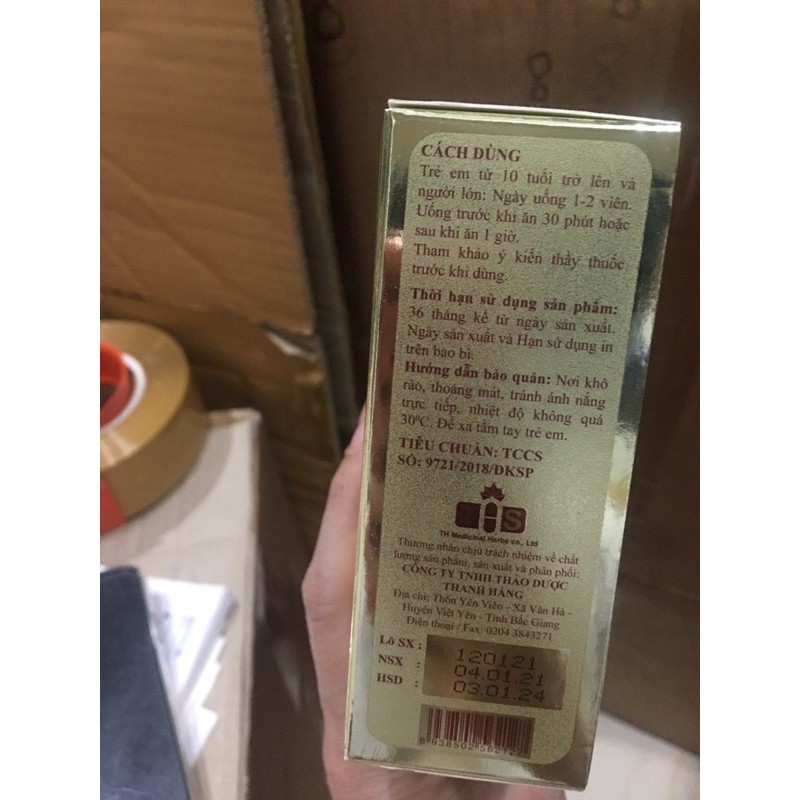 CÁCH DÙNG
Trẻ em từ 10 tuổi trở lên và
người lớn: Ngày uống 1-2 viên.
Uống trước khi ăn 30 phút hoặc
sau khi ăn 1 giờ.
Tham khảo ý kiến thầy thuốc
trước khi dùng.
Thời hạn sử dụng sản phẩm:
36 tháng kể từ ngày sản xuất.
Ngày sản xuất và Hạn sử dụng in
trên bao bì.
Hướng dẫn bảo quản: Nơi khô
ráo, thoáng mát, tránh ánh nắng
trực tiếp, nhiệt độ không quá
30°C. Để xa tầm tay trẻ em.
TIÊU CHUẨN: TCCS
SỐ: 9721/2018/ĐKSP
TH Medicinal Herbs co., Ltd
Thương nhân chịu trách nhiệm về chất
lượng sản phẩm, sản xuất và phân phối:
CÔNG TY TNHH THẢO DƯỢC
THANH HẰNG
Địa chỉ: Thôn Yên Viên - Xã Vân Hà -
Huyện Việt Yên - Tỉnh Bắc Giang
Điện thoại / Fax: 0204 3843271
Lô SX : 120121
NSX : 04.01.21
HSD : 03.01.24
8 938502 5621
8